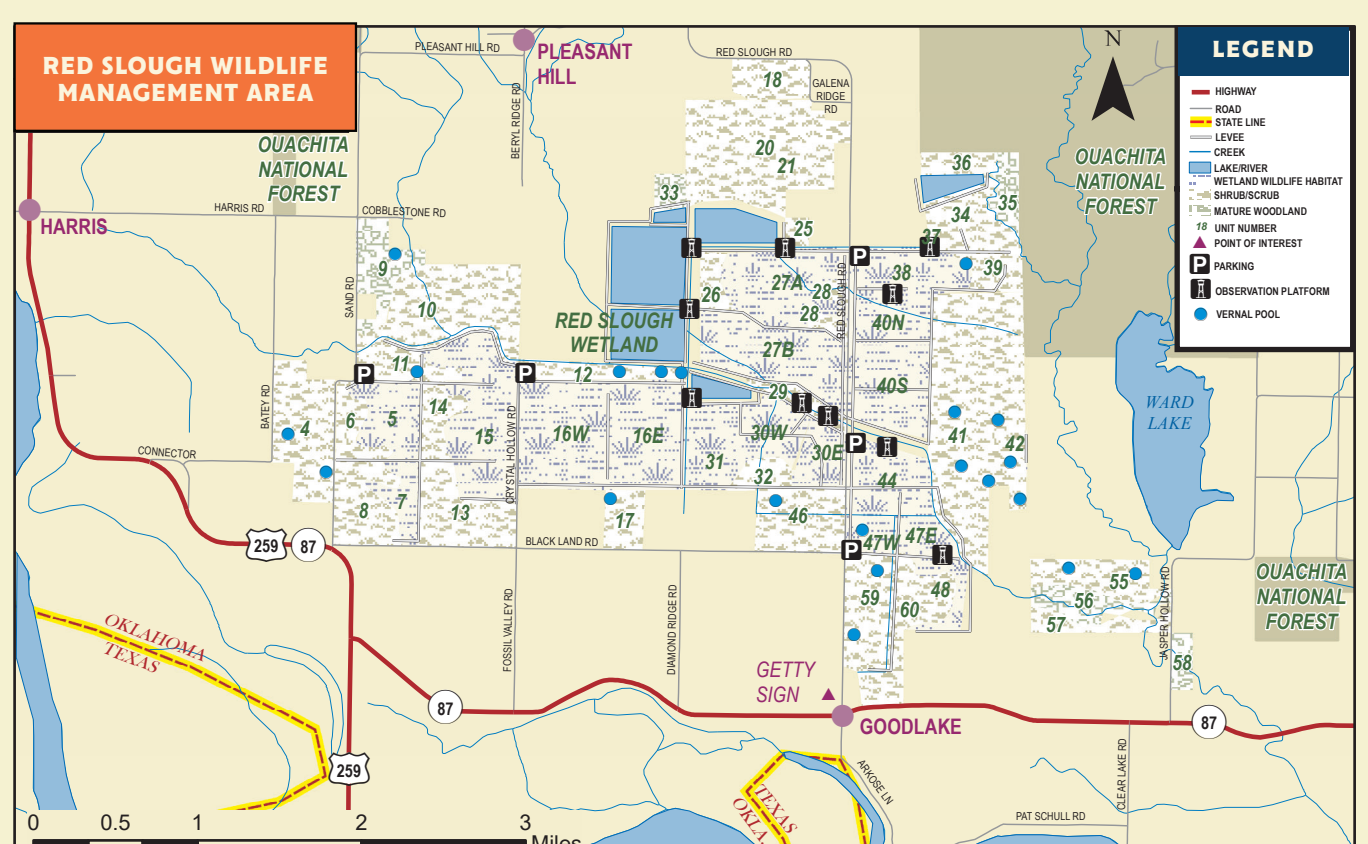 RED SLOUGH WILDLIFE
MANAGEMENT AREA
PLEASANT HILL RD
PLEASANT
HILL
BERYL RIDGE RD
RED SLOUGH RD
GALENA
RIDGE
RD
N
LEGEND
HIGHWAY
ROAD
STATE LINE
LEVEE
CREEK
LAKE/RIVER
WETLAND WILDLIFE HABITAT
SHRUB/SCRUB
MATURE WOODLAND
18 UNIT NUMBER
POINT OF INTEREST
P PARKING
OBSERVATION PLATFORM
VERNAL POOL
OUACHITA
NATIONAL
FOREST
OUACHITA
NATIONAL
FOREST
HARRIS
HARRIS RD
COBBLESTONE RD
18
20
21
33
25
36
35
34
37
39
38
P
9
10
SAND RD
26
27A
28
28
RED SLOUGH RD
40N
RED SLOUGH
WETLAND
27B
40S
WARD
LAKE
P
11
P
12
29
BATEY RD
4
6
5
14
15
CRYSTAL HOLLOW RD
16W
16E
30W
30E
P
31
32
41
42
44
CONNECTOR
8
7
13
17
46
47W
47E
P
BLACK LAND RD
259
87
59
60
48
55
56
57
58
JASPER HOLLOW RD
OUACHITA
NATIONAL
FOREST
FOSSIL VALLEY RD
DIAMOND RIDGE RD
OKLAHOMA
TEXAS
GETTY
SIGN
87
GOODLAKE
87
259
ARKOSE LN
CLEAR LAKE RD
PAT SCHULL RD
TEXAS
OKLA
0 0.5 1 2 3
Miles